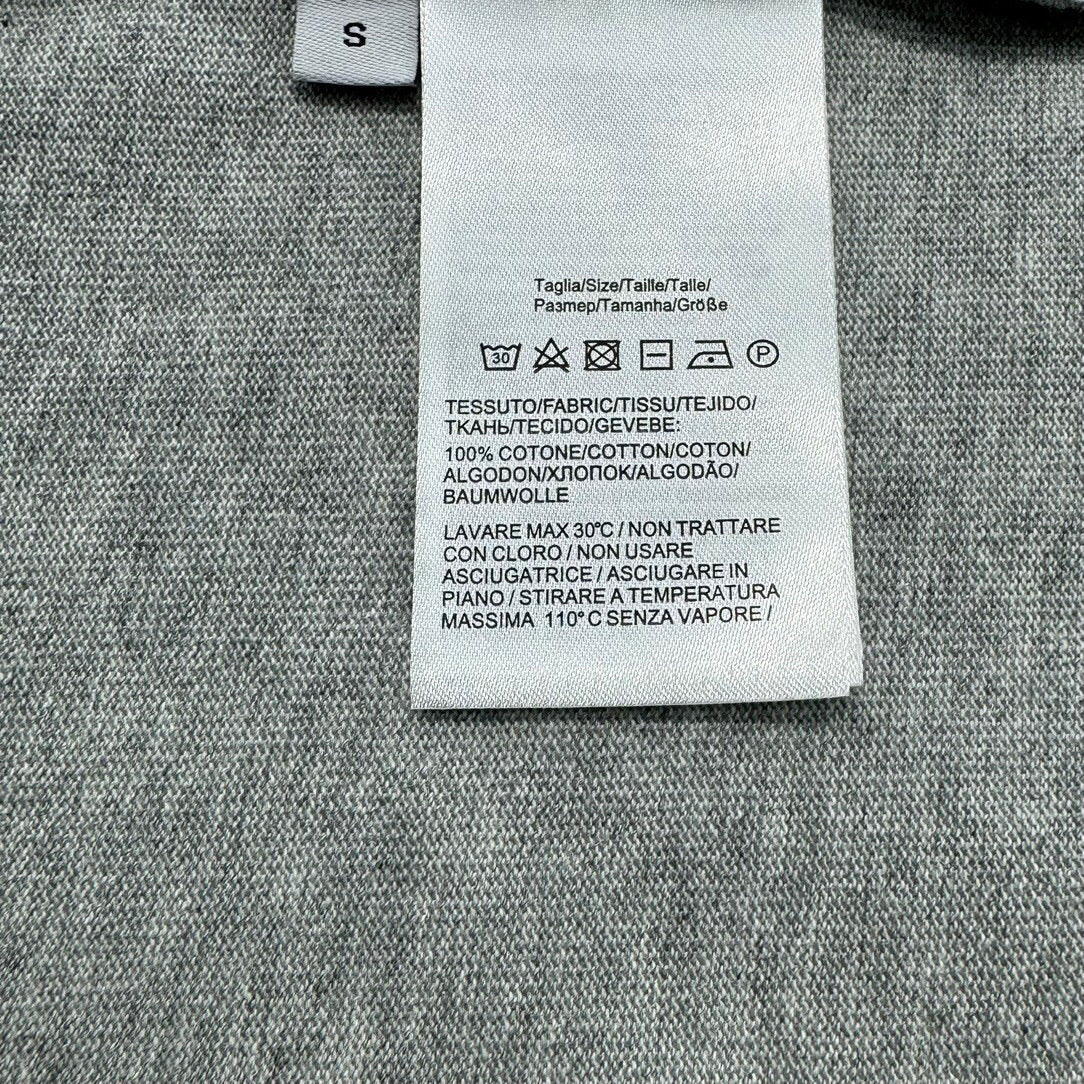 S
Taglia/Size/Taille/Talle/
Размер/Tamanha/Größe
30 P
TESSUTO/FABRIC/TISSU/TEJIDO/
ТКАНЬ/TECIDO/GEVEBE:
100% COTONE/COTTON/COTON/
ALGODON/ХЛОПОК/ALGODÃO/
BAUMWOLLE
LAVARE MAX 30°C / NON TRATTARE
CON CLORO / NON USARE
ASCIUGATRICE / ASCIUGARE IN
PIANO / STIRARE A TEMPERATURA
MASSIMA 110° C SENZA VAPORE /